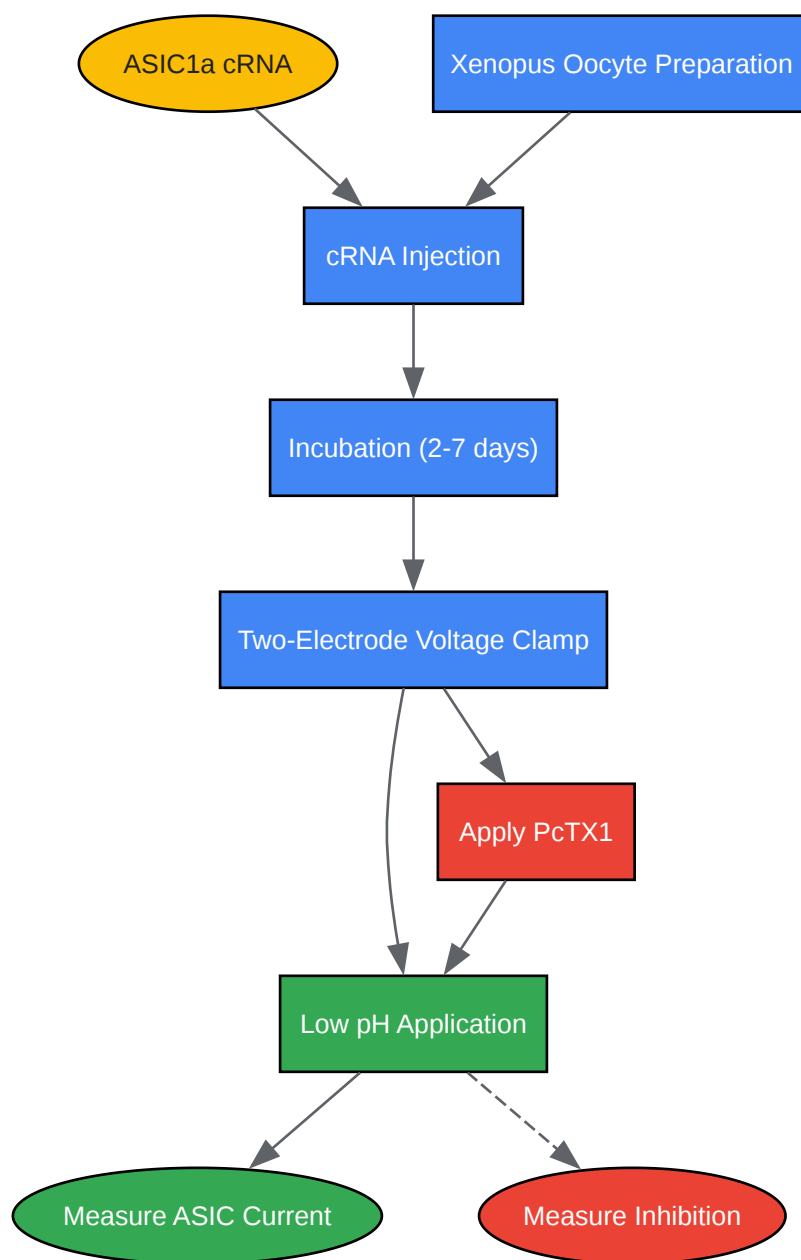 ASIC1a cRNA
Xenopus Oocyte Preparation
cRNA Injection
Incubation (2-7 days)
Two-Electrode Voltage Clamp
Apply PcTX1
Low pH Application
Measure ASIC Current
Measure Inhibition